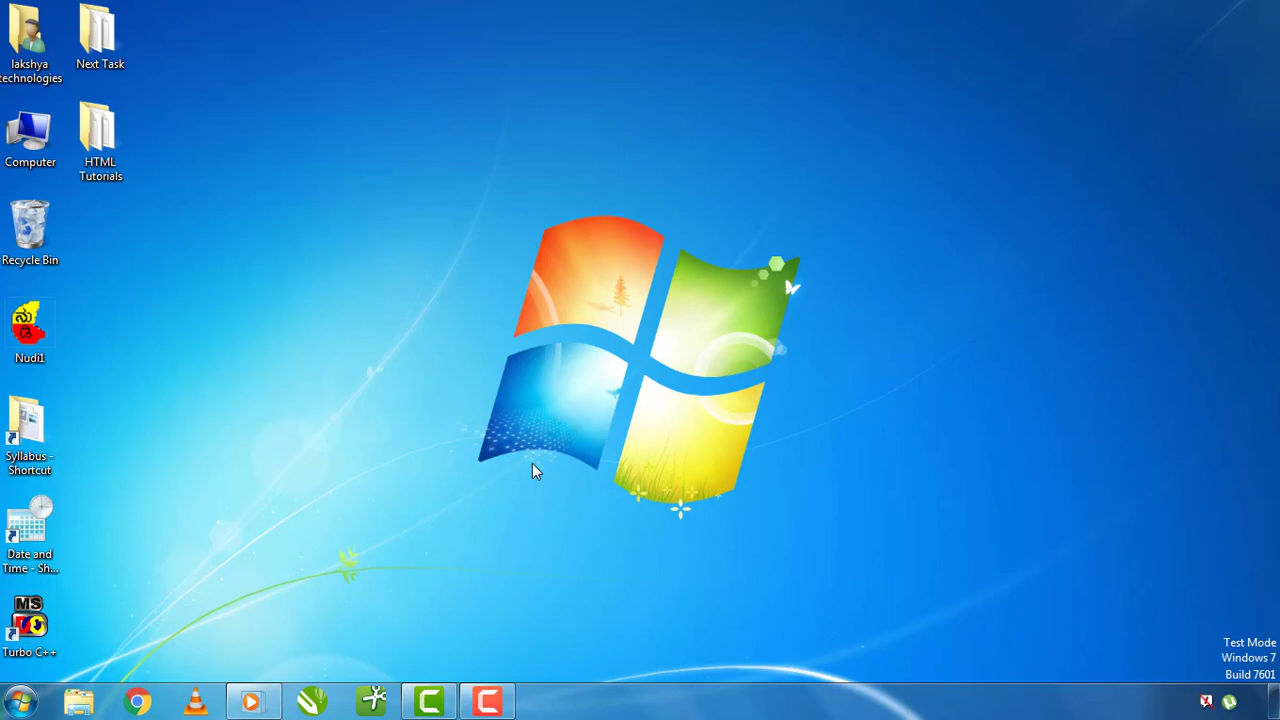 lakshya
technologies
Next Task
Computer
HTML
Tutorials
Recycle Bin
ನು
ಡಿ
Nudi1
Syllabus -
Shortcut
Date and
Time - Sh...
MS
Turbo C++
Test Mode
Windows 7
Build 7601